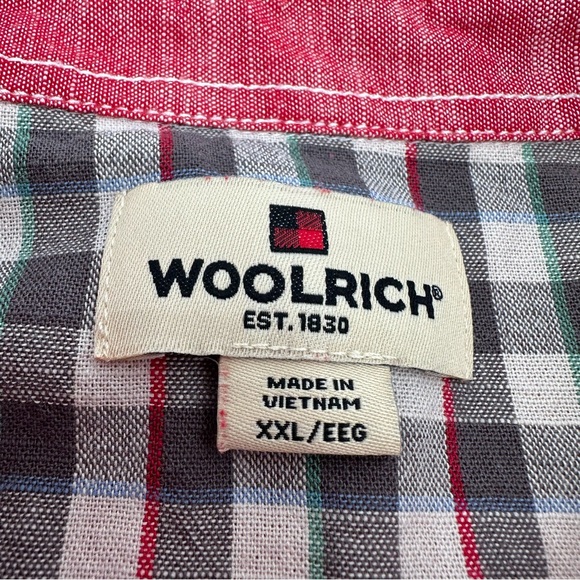 WOOLRICH®
EST. 1830
MADE IN
VIETNAM
XXL/EEG